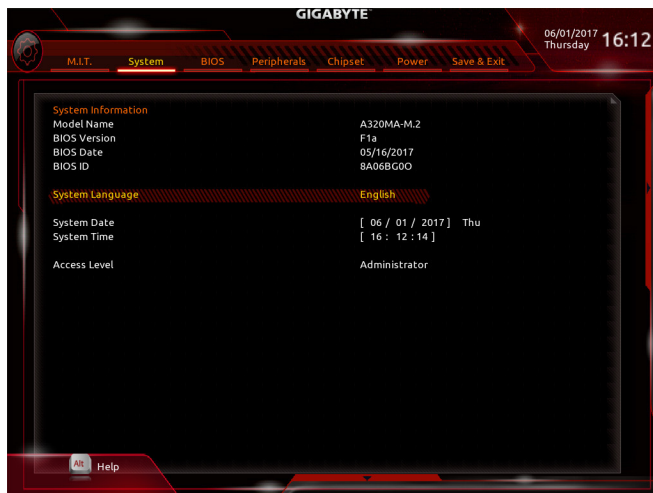 GIGABYTE™
06/01/2017
Thursday 16:12
M.I.T. System BIOS Peripherals Chipset Power Save & Exit
System Information
Model Name A320MA-M.2
BIOS Version F1a
BIOS Date 05/16/2017
BIOS ID 8A06BG0O
System Language English
System Date [ 06 / 01 / 2017 ] Thu
System Time [ 16 : 12 : 14 ]
Access Level Administrator
Alt Help